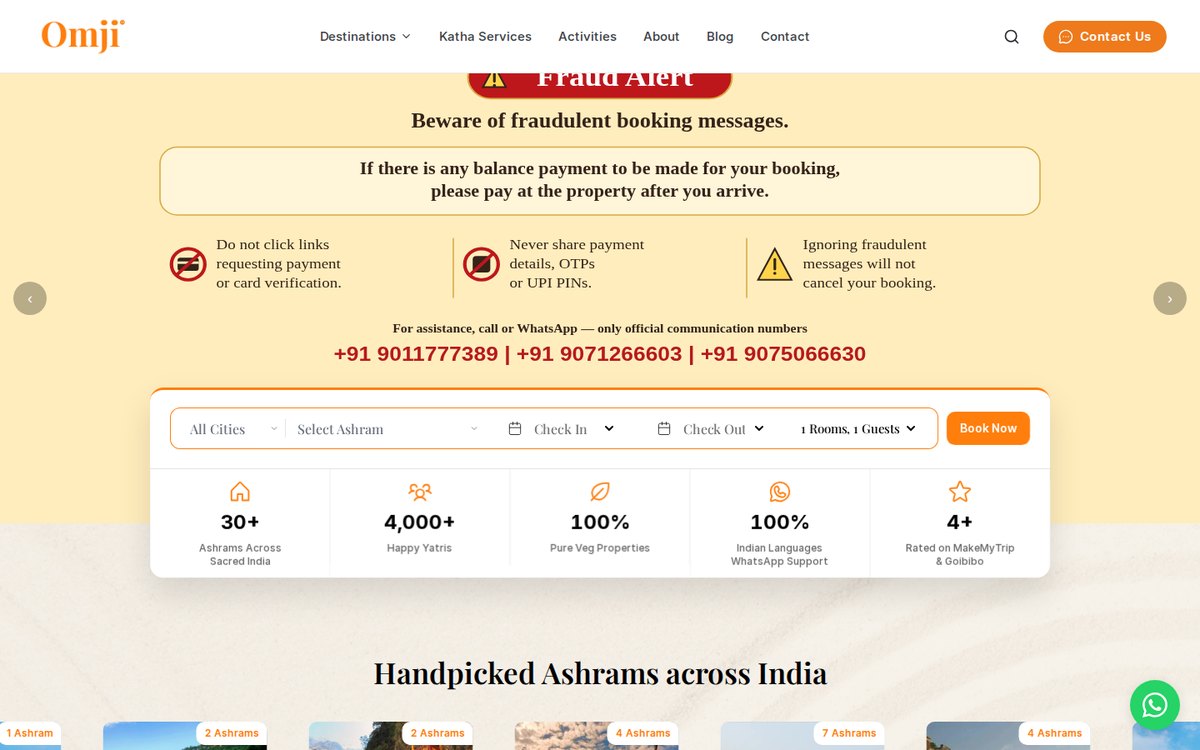 Omji
Destinations
Katha Services
Activities
About
Blog
Contact
Contact Us
Fraud Alert
Beware of fraudulent booking messages.
If there is any balance payment to be made for your booking,
please pay at the property after you arrive.
Do not click links
requesting payment
or card verification.
Never share payment
details, OTPs
or UPI PINs.
Ignoring fraudulent
messages will not
cancel your booking.
For assistance, call or WhatsApp — only official communication numbers
+91 9011777389 | +91 9071266603 | +91 9075066630
All Cities
Select Ashram
Check In
Check Out
1 Rooms, 1 Guests
Book Now
30+
Ashrams Across
Sacred India
4,000+
Happy Yatris
100%
Pure Veg Properties
100%
Indian Languages
WhatsApp Support
4+
Rated on MakeMyTrip
& Goibibo
Handpicked Ashrams across India
1 Ashram
2 Ashrams
2 Ashrams
4 Ashrams
7 Ashrams
4 Ashrams